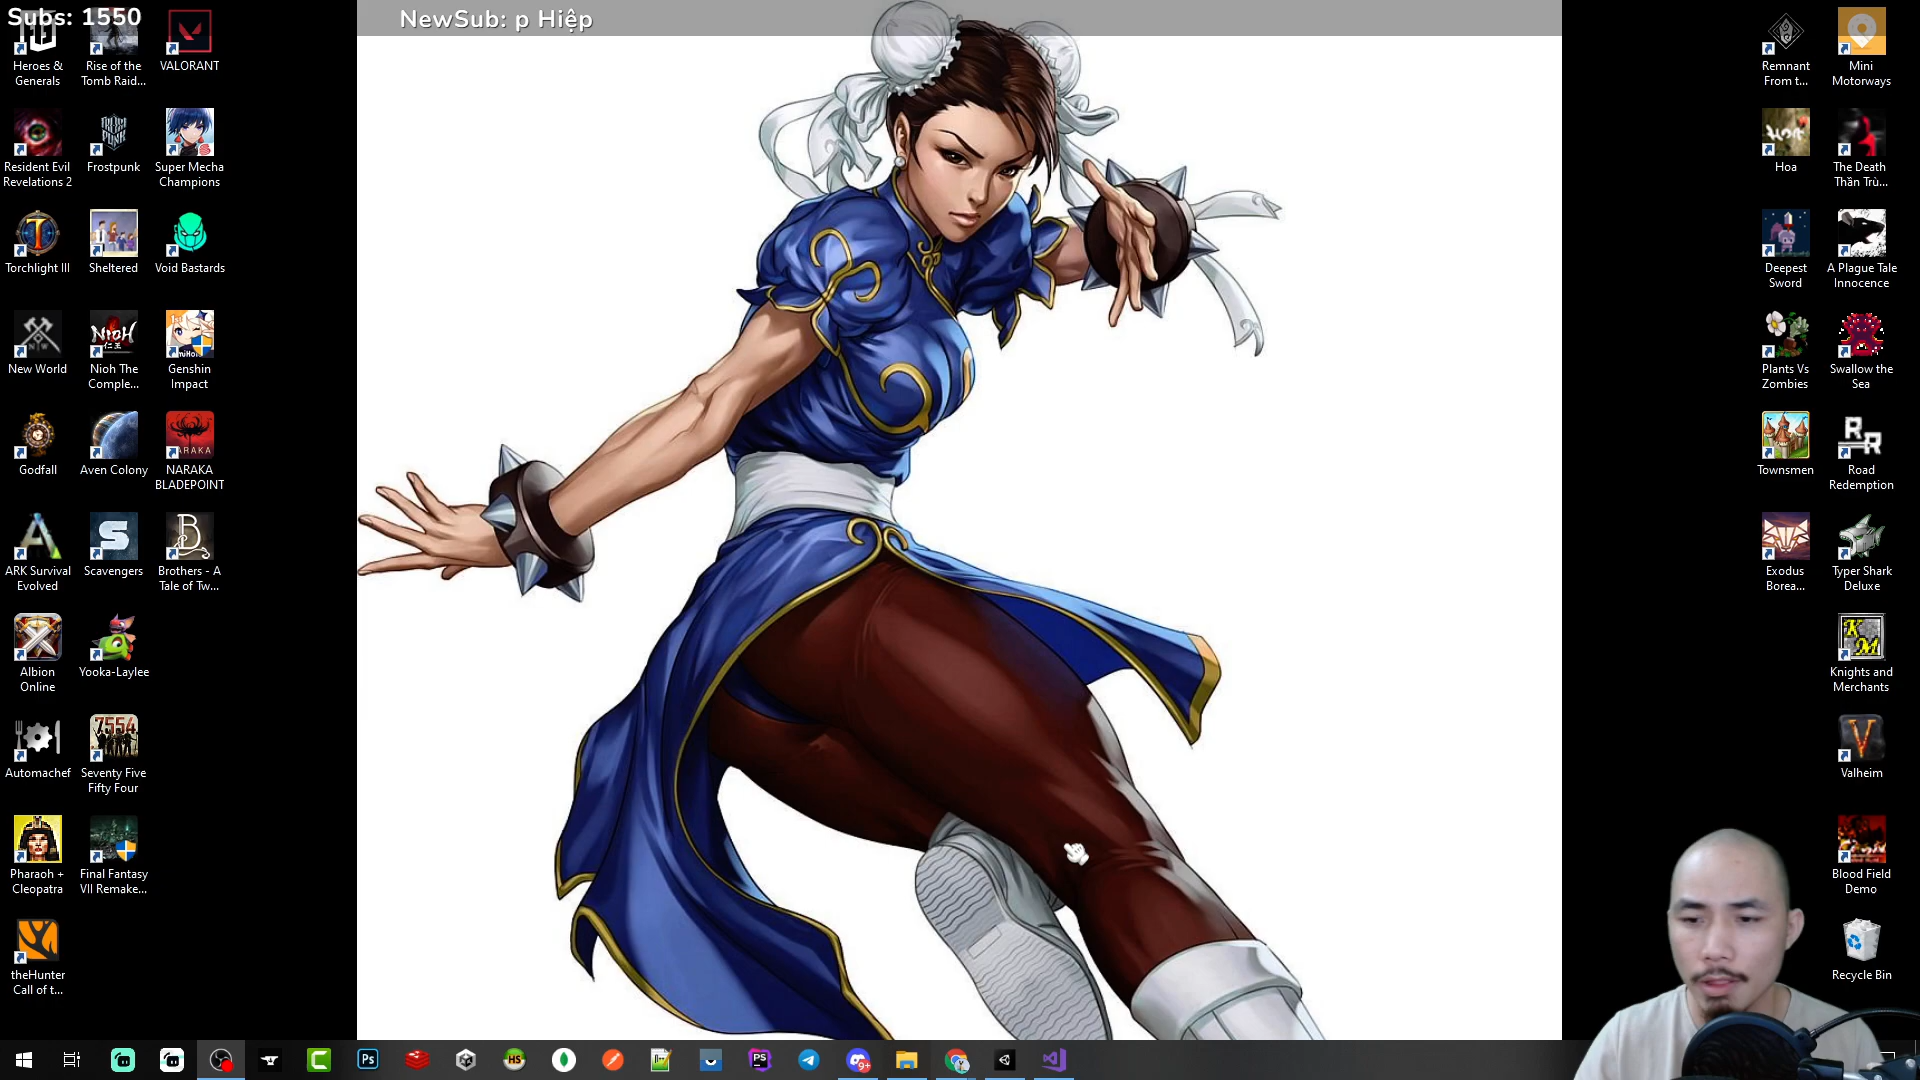 Subs: 1550
NewSub: p Hiệp
Heroes &
Generals
Rise of the
Tomb Raid...
VALORANT
Resident Evil
Revelations 2
Frostpunk
Super Mecha
Champions
Torchlight III
Sheltered
Void Bastards
New World
Nioh The
Comple...
Genshin
Impact
Godfall
Aven Colony
NARAKA
BLADEPOINT
ARK Survival
Evolved
Scavengers
Brothers - A
Tale of Tw...
Albion
Online
Yooka-Laylee
Automachef
Seventy Five
Fifty Four
Pharaoh +
Cleopatra
Final Fantasy
VII Remake...
theHunter
Call of t...
Remnant
From t...
Mini
Motorways
Hoa
The Death
Thần Trù...
Deepest
Sword
A Plague Tale
Innocence
Plants Vs
Zombies
Swallow the
Sea
Townsmen
Road
Redemption
Exodus
Borea...
Typer Shark
Deluxe
Knights and
Merchants
Valheim
Blood Field
Demo
Recycle Bin